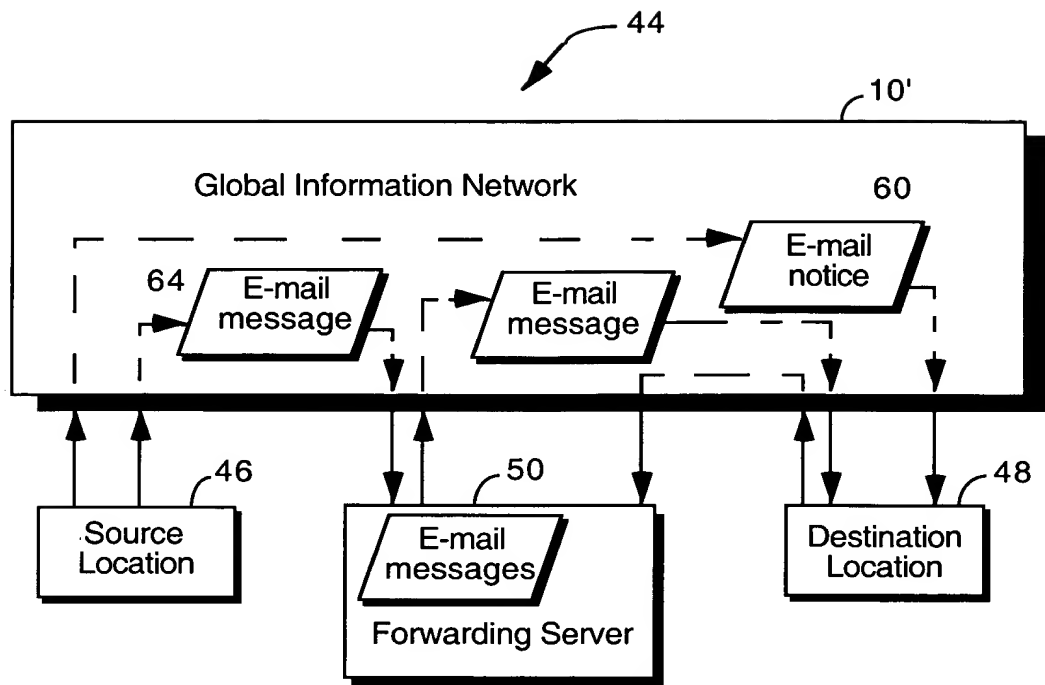 44
10'
Global Information Network
60
E-mail
notice
64
E-mail
message
E-mail
message
46
Source
Location
50
E-mail
messages
Forwarding Server
48
Destination
Location